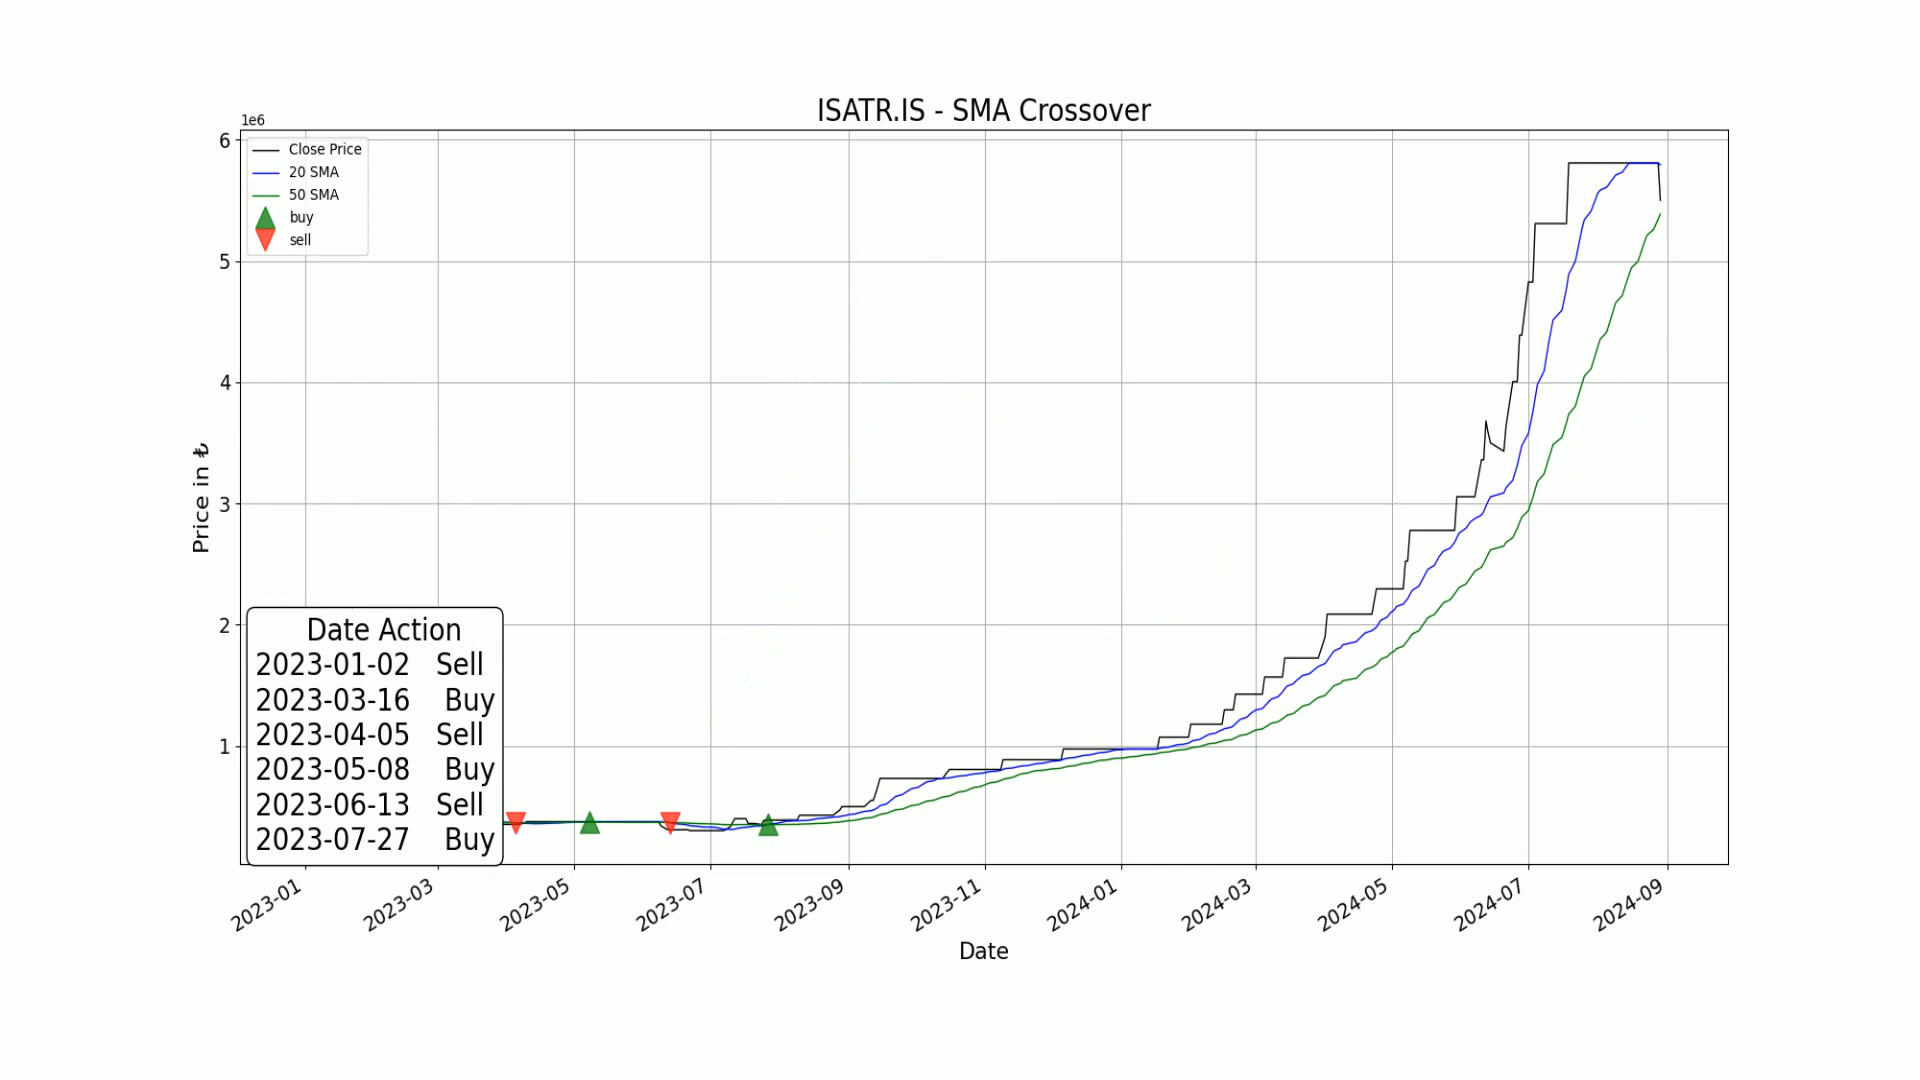 ISATR.IS - SMA Crossover
1e6
6
5
4
3
2
1
Price in ₺
Close Price
20 SMA
50 SMA
buy
sell
Date Action
2023-01-02 Sell
2023-03-16 Buy
2023-04-05 Sell
2023-05-08 Buy
2023-06-13 Sell
2023-07-27 Buy
2023-01
2023-03
2023-05
2023-07
2023-09
2023-11
2024-01
2024-03
2024-05
2024-07
2024-09
Date